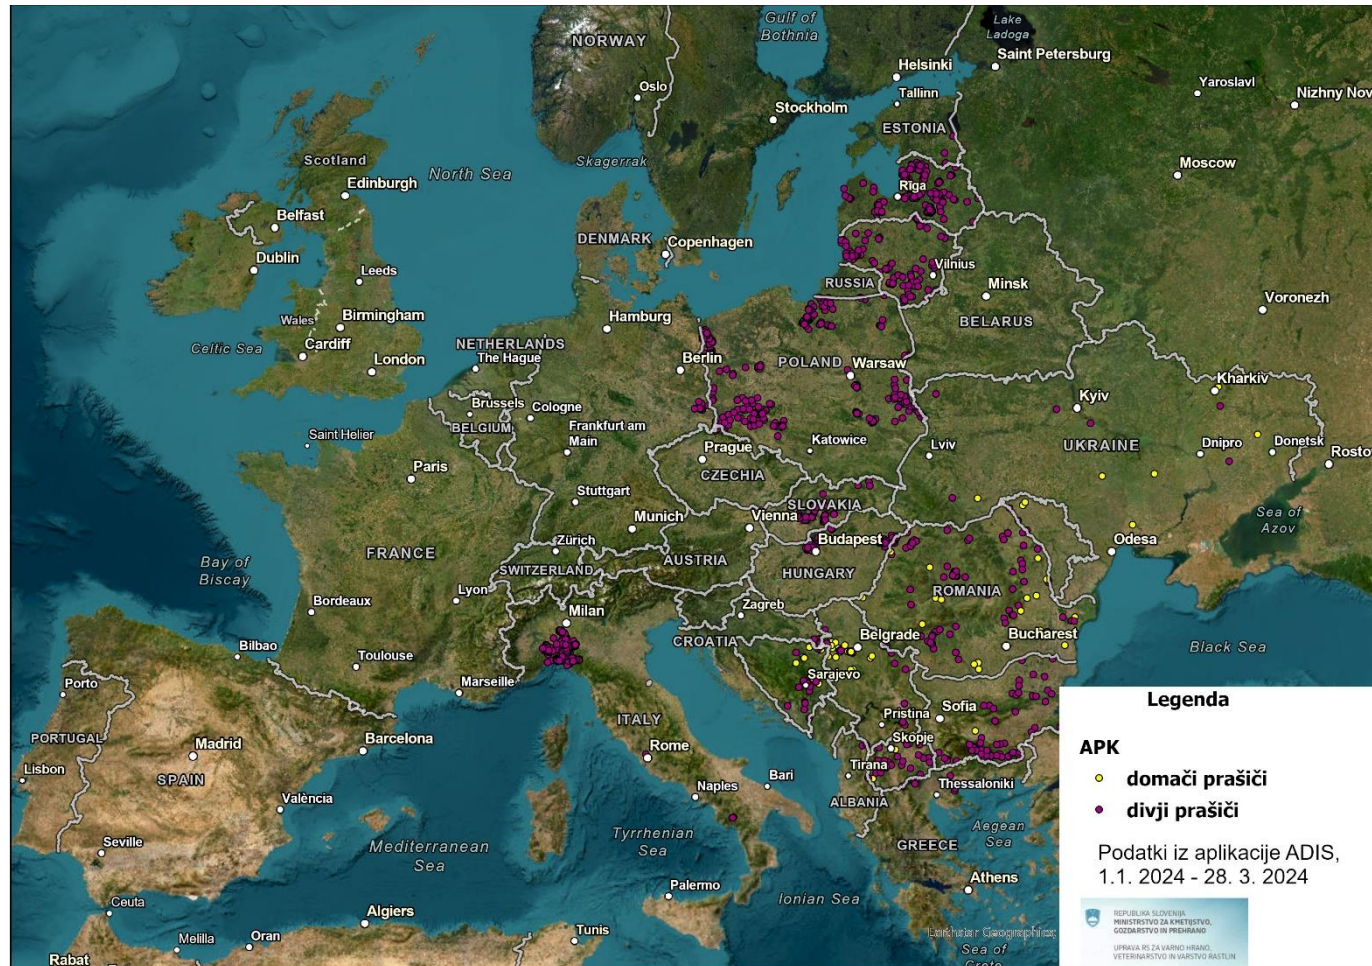 Gulf of
Bothnia
Lake
Ladoga
NORWAY
Helsinki
Saint Petersburg
Oslo
Tallinn
Yaroslavl
Nizhny Nov
Stockholm
ESTONIA
Scotland
North Sea
Skagerrak
Moscow
Edinburgh
Rīga
Belfast
DENMARK
Copenhagen
Dublin
Leeds
Vilnius
RUSSIA
Minsk
Voronezh
Wales
Birmingham
Hamburg
BELARUS
Celtic Sea
Cardiff
NETHERLANDS
The Hague
Berlin
POLAND
Warsaw
London
Kharkiv
Brussels
Cologne
Kyiv
BELGIUM
Saint Helier
Frankfurt am
Main
Katowice
Lviv
UKRAINE
Dnipro
Donetsk
Rostov
Prague
Paris
CZECHIA
Stuttgart
SLOVAKIA
Munich
Vienna
Sea of
Azov
Zürich
Budapest
Odesa
FRANCE
AUSTRIA
Bay of
Biscay
SWITZERLAND
HUNGARY
ROMANIA
Lyon
Bordeaux
Milan
Zagreb
CROATIA
Belgrade
Bucharest
Bilbao
Toulouse
Black Sea
Sarajevo
Porto
Marseille
ITALY
Pristina
Sofia
PORTUGAL
Madrid
Barcelona
Rome
Skopje
Lisbon
SPAIN
Tirana
Bari
Naples
Thessaloniki
València
ALBANIA
Seville
Mediterranean
Sea
Tyrrhenian
Sea
Aegean
Sea
GREECE
Palermo
Ionian Sea
Athens
Ceuta
Algiers
Tunis
Melilla
Oran
Rabat
Earthstar Geographics
Sea of
Crete
Legenda
APK
domači prašiči
divji prašiči
Podatki iz aplikacije ADIS,
1.1. 2024 - 28. 3. 2024
REPUBLIKA SLOVENIJA
MINISTRSTVO ZA KMETIJSTVO,
GOZDARSTVO IN PREHRANO
UPRAVA RS ZA VARNO HRANO,
VETERINARSTVO IN VARSTVO RASTLIN